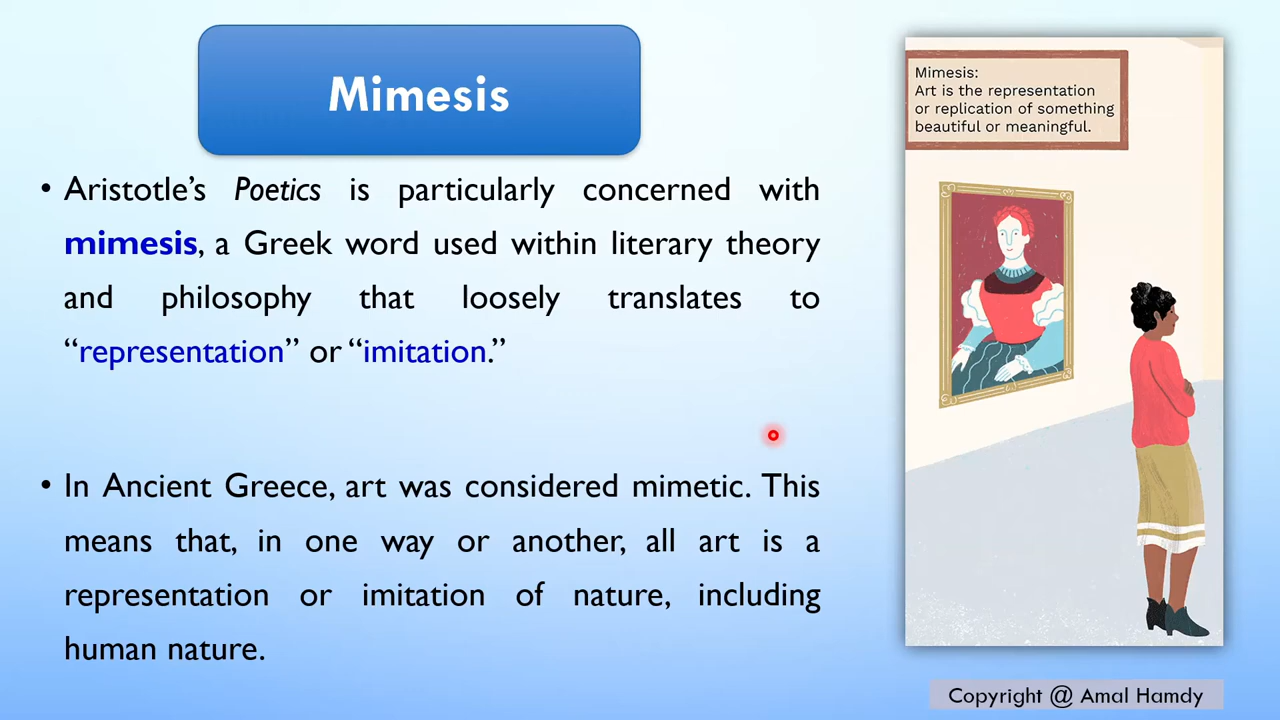 Mimesis
• Aristotle’s Poetics is particularly concerned with
mimesis, a Greek word used within literary theory
and philosophy that loosely translates to
“representation” or “imitation.”
• In Ancient Greece, art was considered mimetic. This
means that, in one way or another, all art is a
representation or imitation of nature, including
human nature.
Mimesis:
Art is the representation
or replication of something
beautiful or meaningful.
Copyright @ Amal Hamdy